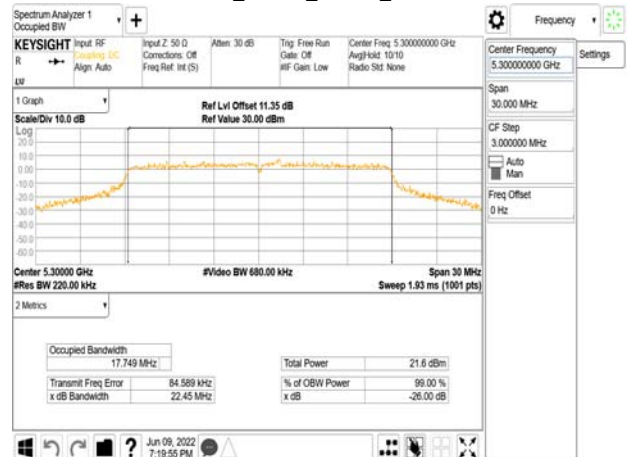 Spectrum Analyzer 1
Occupied BW
Frequency
KEYSIGHT
R
Input: RF
Coupling: DC
Align: Auto
Input Z: 50 Ω
Corrections: Off
Freq Ref: Int (S)
Atten: 30 dB
Trig: Free Run
Gate: Off
#IF Gain: Low
Center Freq: 5.300000000 GHz
Avg|Hold: 10/10
Radio Std: None
Center Frequency
5.300000000 GHz
Settings
Span
30.000 MHz
CF Step
3.000000 MHz
Auto
Man
Freq Offset
0 Hz
1 Graph
Scale/Div 10.0 dB
Ref Lvl Offset 11.35 dB
Ref Value 30.00 dBm
Log
20.0
10.0
0.00
-10.0
-20.0
-30.0
-40.0
-50.0
-60.0
Center 5.30000 GHz
#Res BW 220.00 kHz
#Video BW 680.00 kHz
Span 30 MHz
Sweep 1.93 ms (1001 pts)
2 Metrics
Occupied Bandwidth
17.749 MHz
Transmit Freq Error 84.589 kHz
x dB Bandwidth 22.45 MHz
Total Power 21.6 dBm
% of OBW Power 99.00 %
x dB -26.00 dB
?
Jun 09, 2022
7:19:55 PM